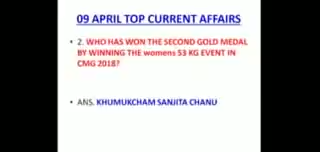 09 APRIL TOP CURRENT AFFAIRS
• 2. WHO HAS WON THE SECOND GOLD MEDAL
BY WINNING THE womens 53 KG EVENT IN
CMG 2018?
• ANS. KHUMUKCHAM SANJITA CHANU